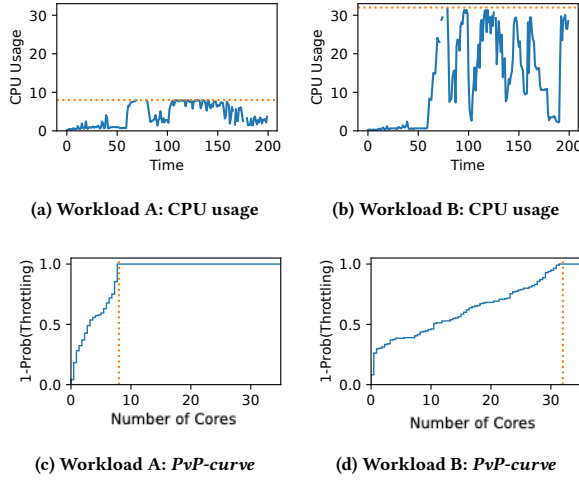 30
20
10
0
CPU Usage
0 50 100 150 200
Time
(a) Workload A: CPU usage
30
20
10
0
CPU Usage
0 50 100 150 200
Time
(b) Workload B: CPU usage
1.0
0.5
0.0
1-Prob(Throttling)
0 10 20 30
Number of Cores
(c) Workload A: PvP-curve
1.0
0.5
0.0
1-Prob(Throttling)
0 10 20 30
Number of Cores
(d) Workload B: PvP-curve